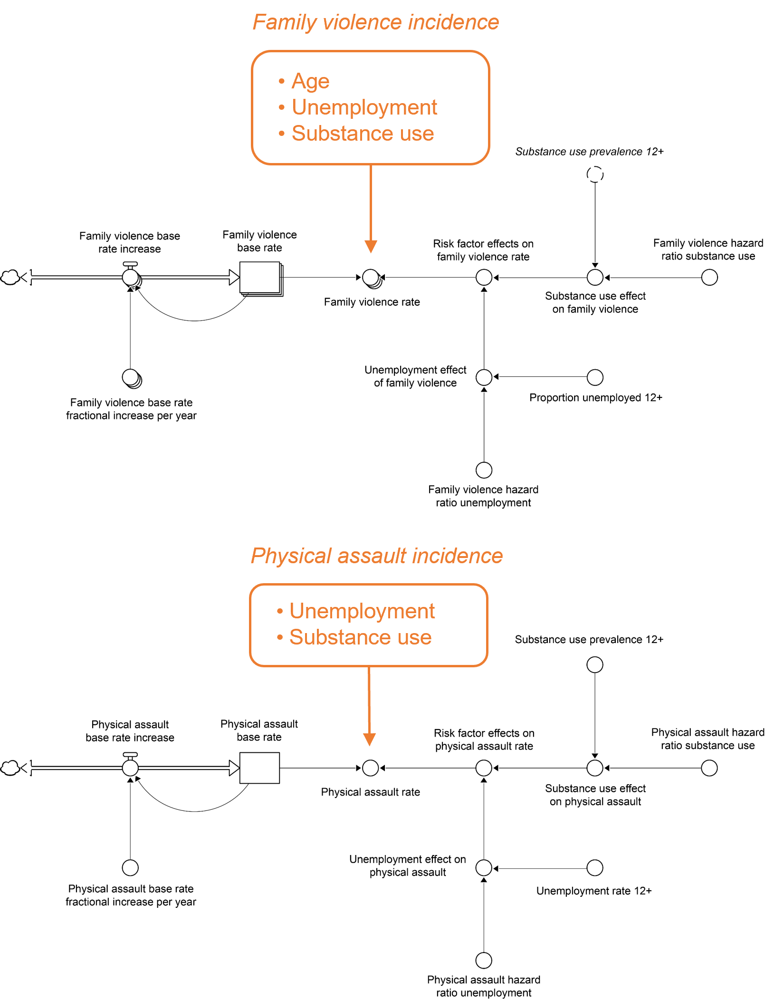 Family violence incidence
• Age
• Unemployment
• Substance use
Substance use prevalence 12+
Family violence base
rate increase
Family violence
base rate
Risk factor effects on
family violence rate
Family violence hazard
ratio substance use
Family violence rate
Substance use effect
on family violence
Unemployment effect
of family violence
Proportion unemployed 12+
Family violence base rate
fractional increase per year
Family violence hazard
ratio unemployment
Physical assault incidence
• Unemployment
• Substance use
Substance use prevalence 12+
Physical assault
base rate increase
Physical assault
base rate
Risk factor effects on
physical assault rate
Physical assault hazard
ratio substance use
Physical assault rate
Substance use effect
on physical assault
Unemployment effect on
physical assault
Unemployment rate 12+
Physical assault base rate
fractional increase per year
Physical assault hazard
ratio unemployment